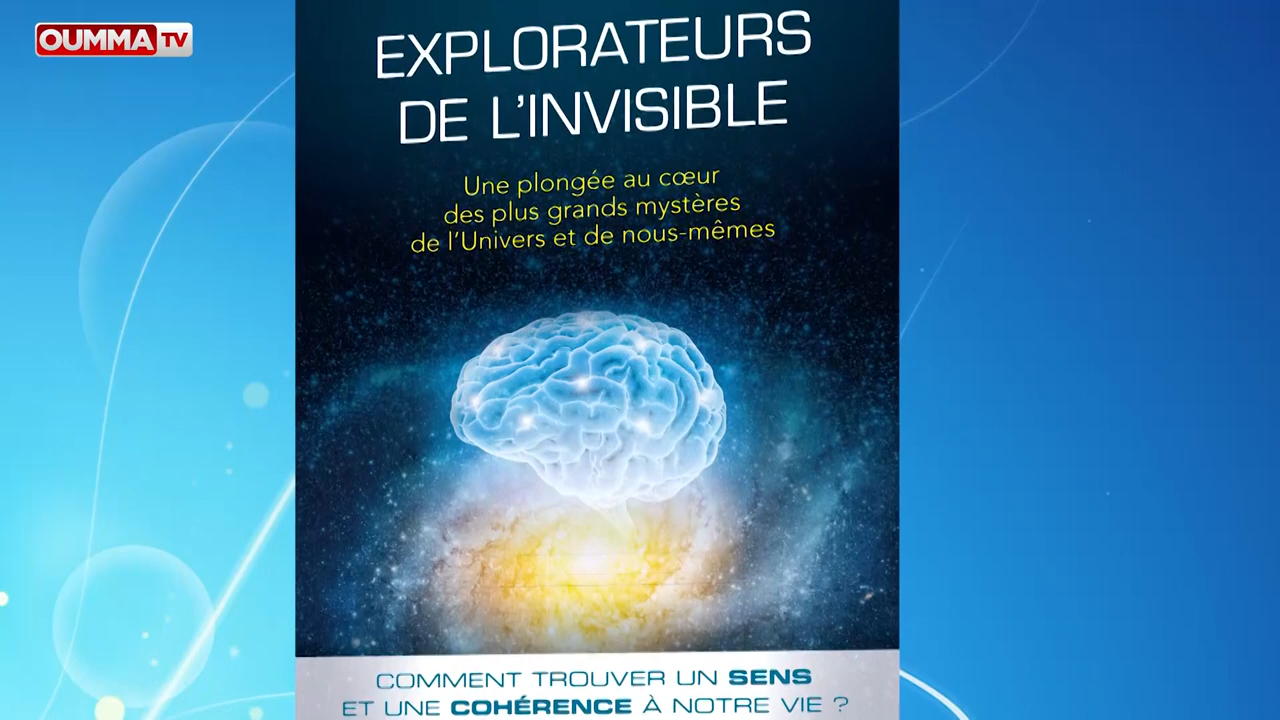 OUMMA TV
EXPLORATEURS
DE L'INVISIBLE
Une plongée au cœur
des plus grands mystères
de l'Univers et de nous-mêmes
COMMENT TROUVER UN SENS
ET UNE COHÉRENCE À NOTRE VIE ?